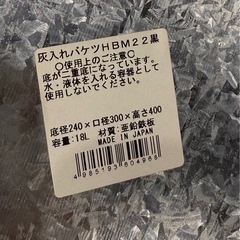 灰入れバケツHBM22黒
〇使用上のご注意〇
底が二重底になっています。
水・液体を入れる容器として
使用しないでください。
底径240×口径300×高さ400
容量:18L 材質:亜鉛鉄板
MADE IN JAPAN
4985193604968